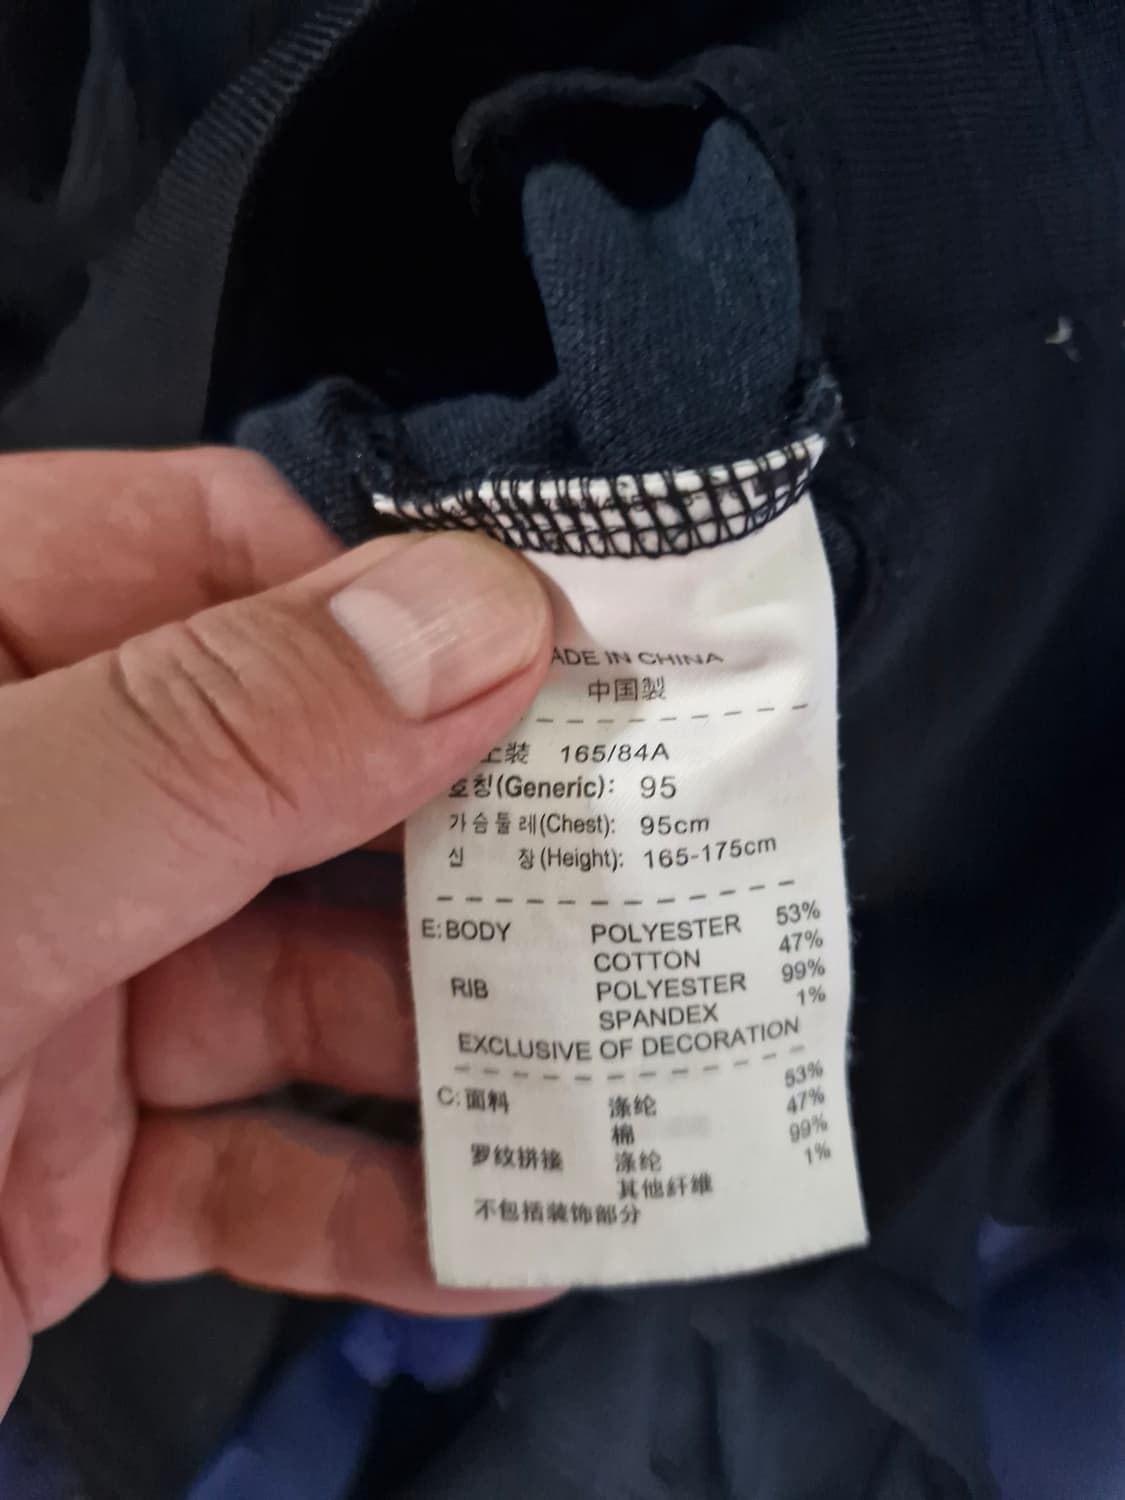 ADE IN CHINA
中国製
上装 165/84A
호칭(Generic): 95
가슴둘레(Chest): 95cm
신 장(Height): 165-175cm
E: BODY POLYESTER 53%
COTTON 47%
RIB POLYESTER 99%
SPANDEX 1%
EXCLUSIVE OF DECORATION
C: 面料 涤纶 53%
棉 47%
罗纹拼接 涤纶 99%
其他纤维 1%
不包括装饰部分